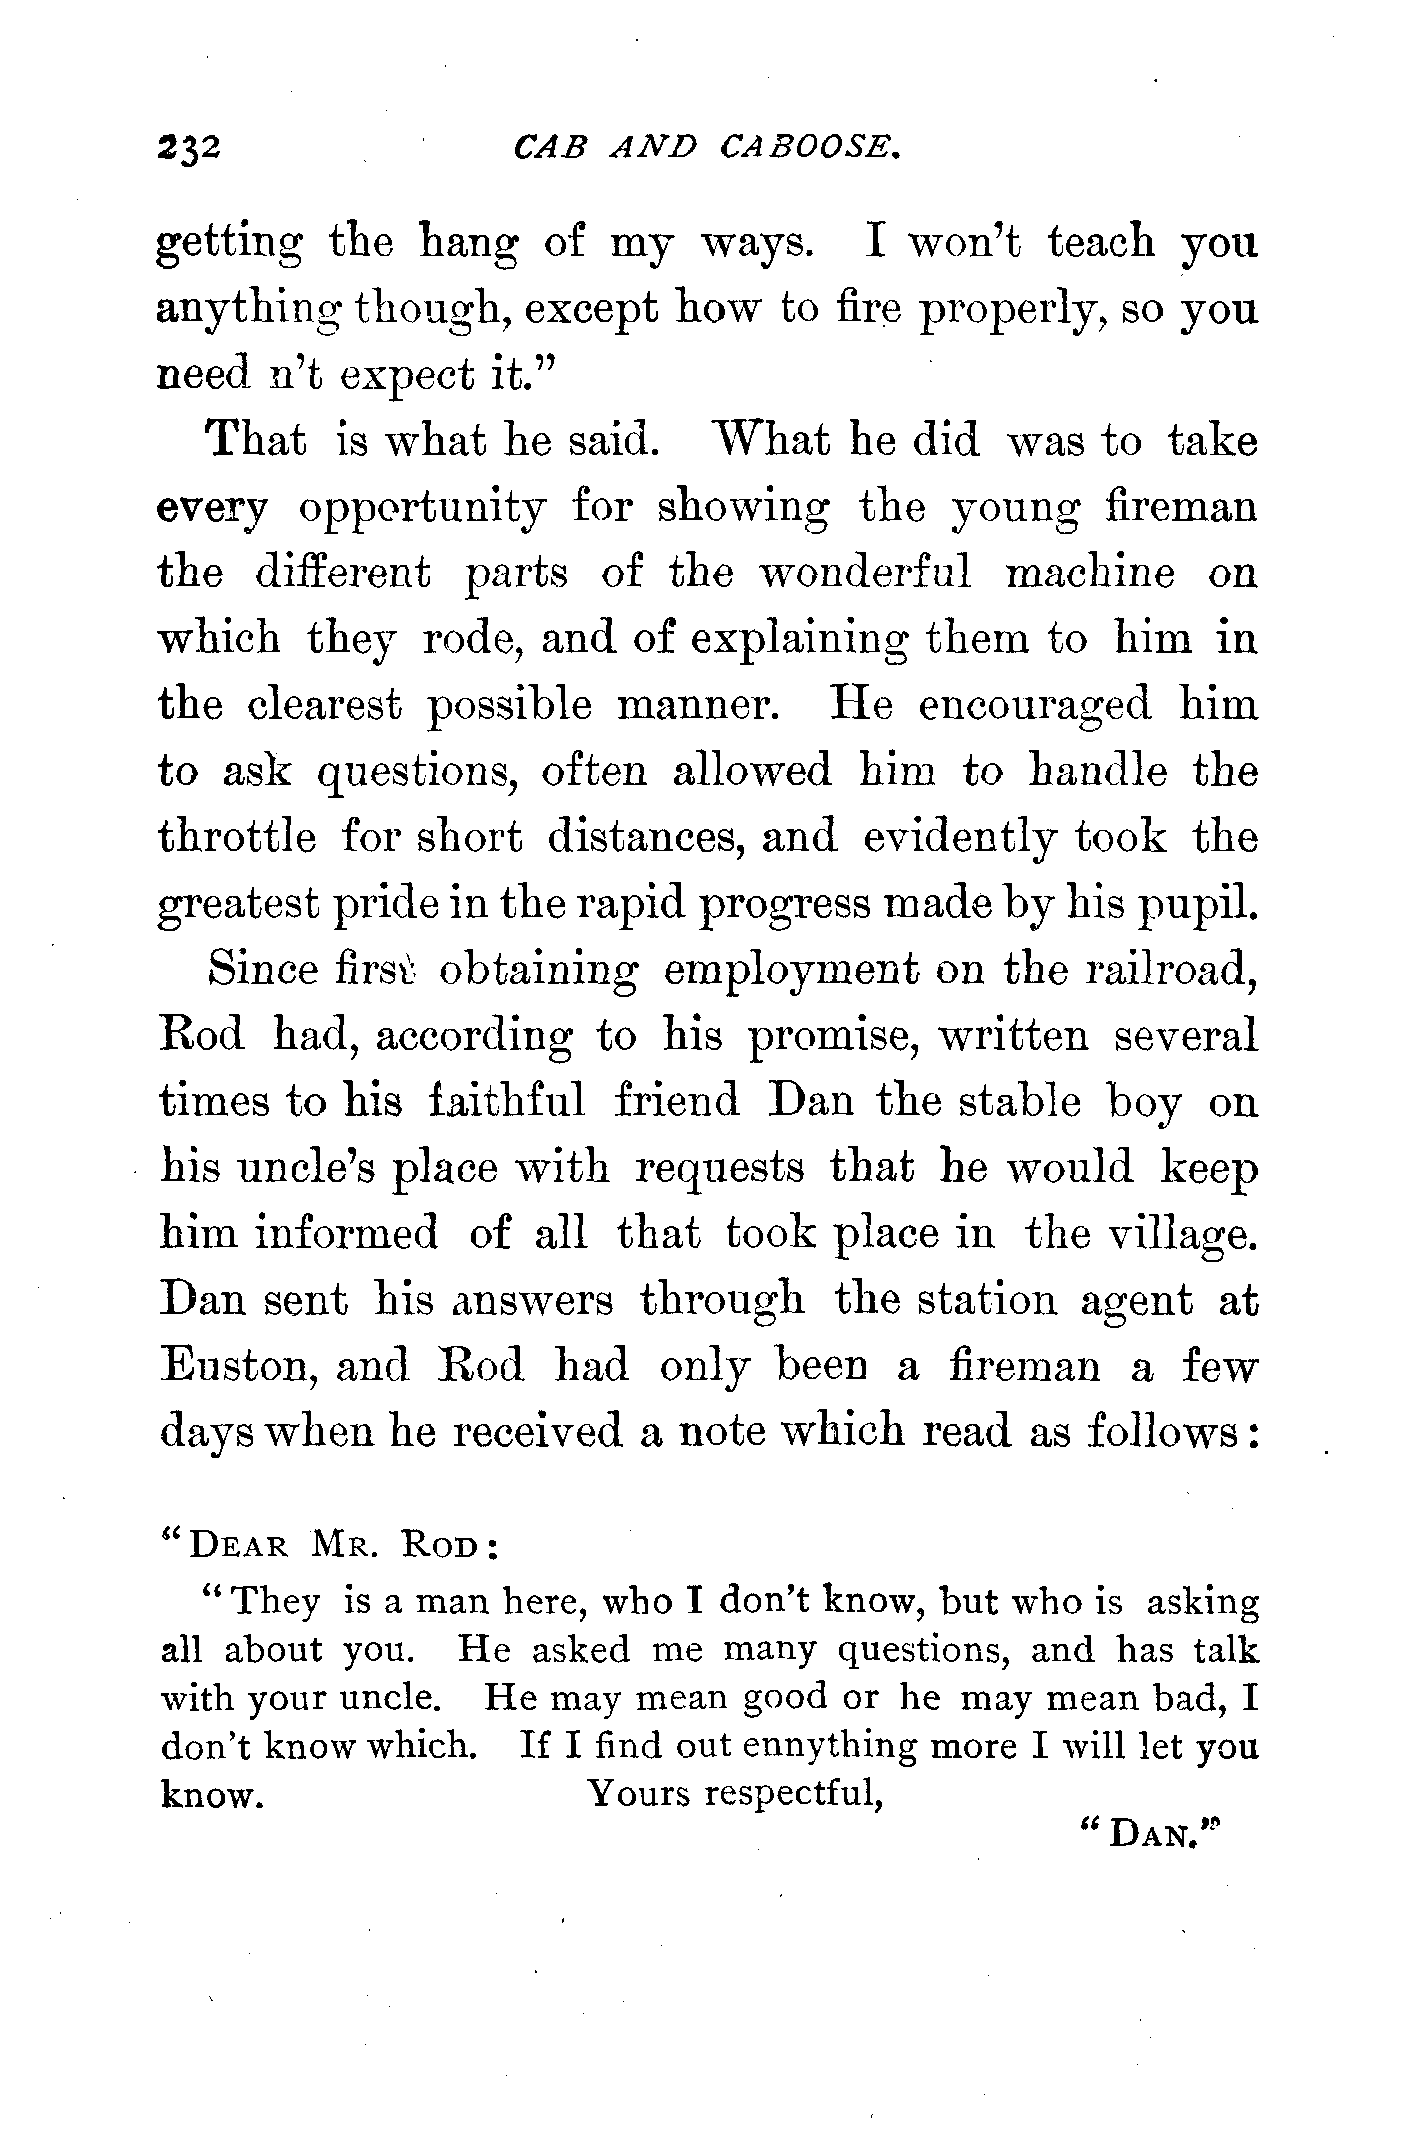 232 CAB AND CABOOSE.
getting the hang of my ways. I won't teach you
anything though, except how to fire properly, so you
need n't expect it."
That is what he said. What he did was to take
every opportunity for showing the young fireman
the different parts of the wonderful machine on
which they rode, and of explaining them to him in
the clearest possible manner. He encouraged him
to ask questions, often allowed him to handle the
throttle for short distances, and evidently took the
greatest pride in the rapid progress made by his pupil.
Since first obtaining employment on the railroad,
Rod had, according to his promise, written several
times to his faithful friend Dan the stable boy on
his uncle's place with requests that he would keep
him informed of all that took place in the village.
Dan sent his answers through the station agent at
Euston, and Rod had only been a fireman a few
days when he received a note which read as follows:
"DEAR MR. ROD:
"They is a man here, who I don't know, but who is asking
all about you. He asked me many questions, and has talk
with your uncle. He may mean good or he may mean bad, I
don't know which. If I find out ennything more I will let you
know. Yours respectful,
"DAN."